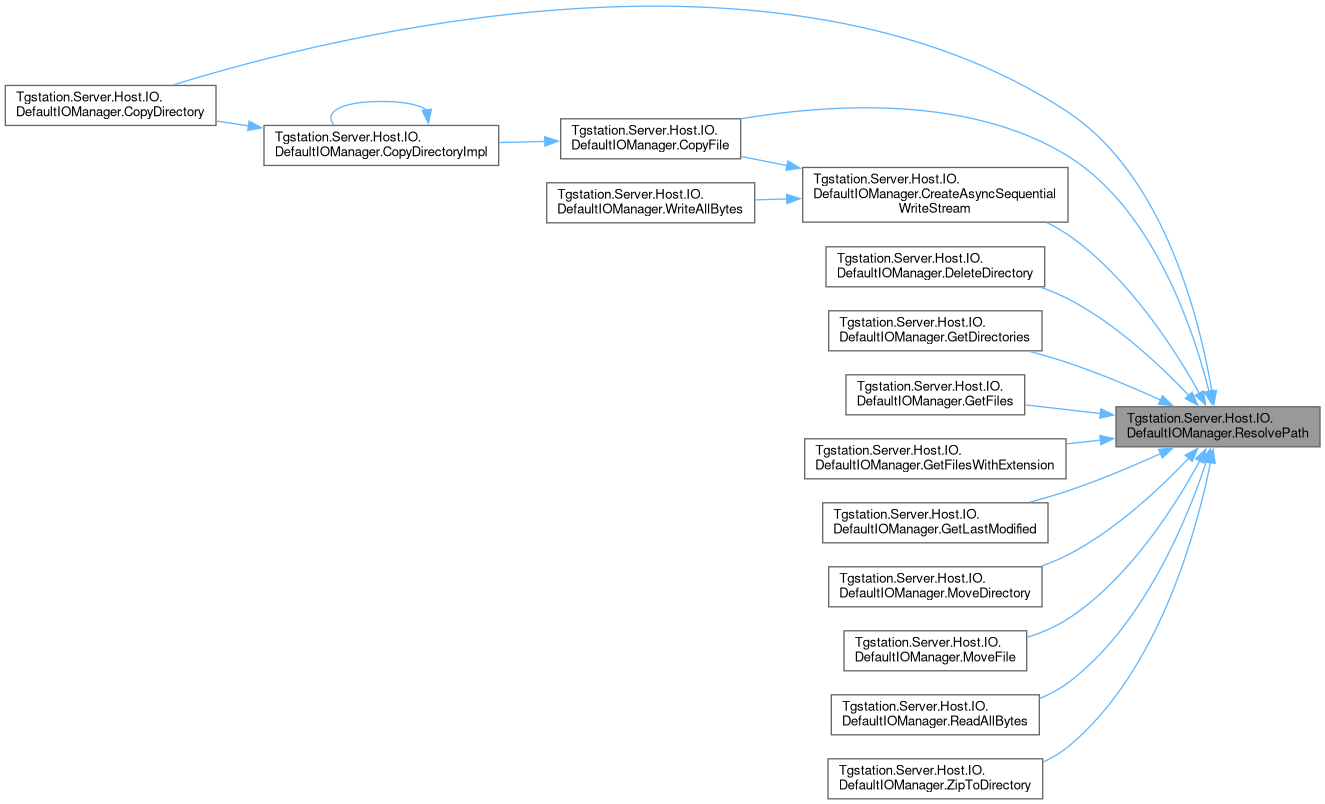 Tgstation.Server.Host.IO.
DefaultIOManager.CopyDirectory
Tgstation.Server.Host.IO.
DefaultIOManager.CopyDirectoryImpl
Tgstation.Server.Host.IO.
DefaultIOManager.CopyFile
Tgstation.Server.Host.IO.
DefaultIOManager.WriteAllBytes
Tgstation.Server.Host.IO.
DefaultIOManager.CreateAsyncSequential
WriteStream
Tgstation.Server.Host.IO.
DefaultIOManager.DeleteDirectory
Tgstation.Server.Host.IO.
DefaultIOManager.GetDirectories
Tgstation.Server.Host.IO.
DefaultIOManager.GetFiles
Tgstation.Server.Host.IO.
DefaultIOManager.GetFilesWithExtension
Tgstation.Server.Host.IO.
DefaultIOManager.GetLastModified
Tgstation.Server.Host.IO.
DefaultIOManager.MoveDirectory
Tgstation.Server.Host.IO.
DefaultIOManager.MoveFile
Tgstation.Server.Host.IO.
DefaultIOManager.ReadAllBytes
Tgstation.Server.Host.IO.
DefaultIOManager.ZipToDirectory
Tgstation.Server.Host.IO.
DefaultIOManager.ResolvePath